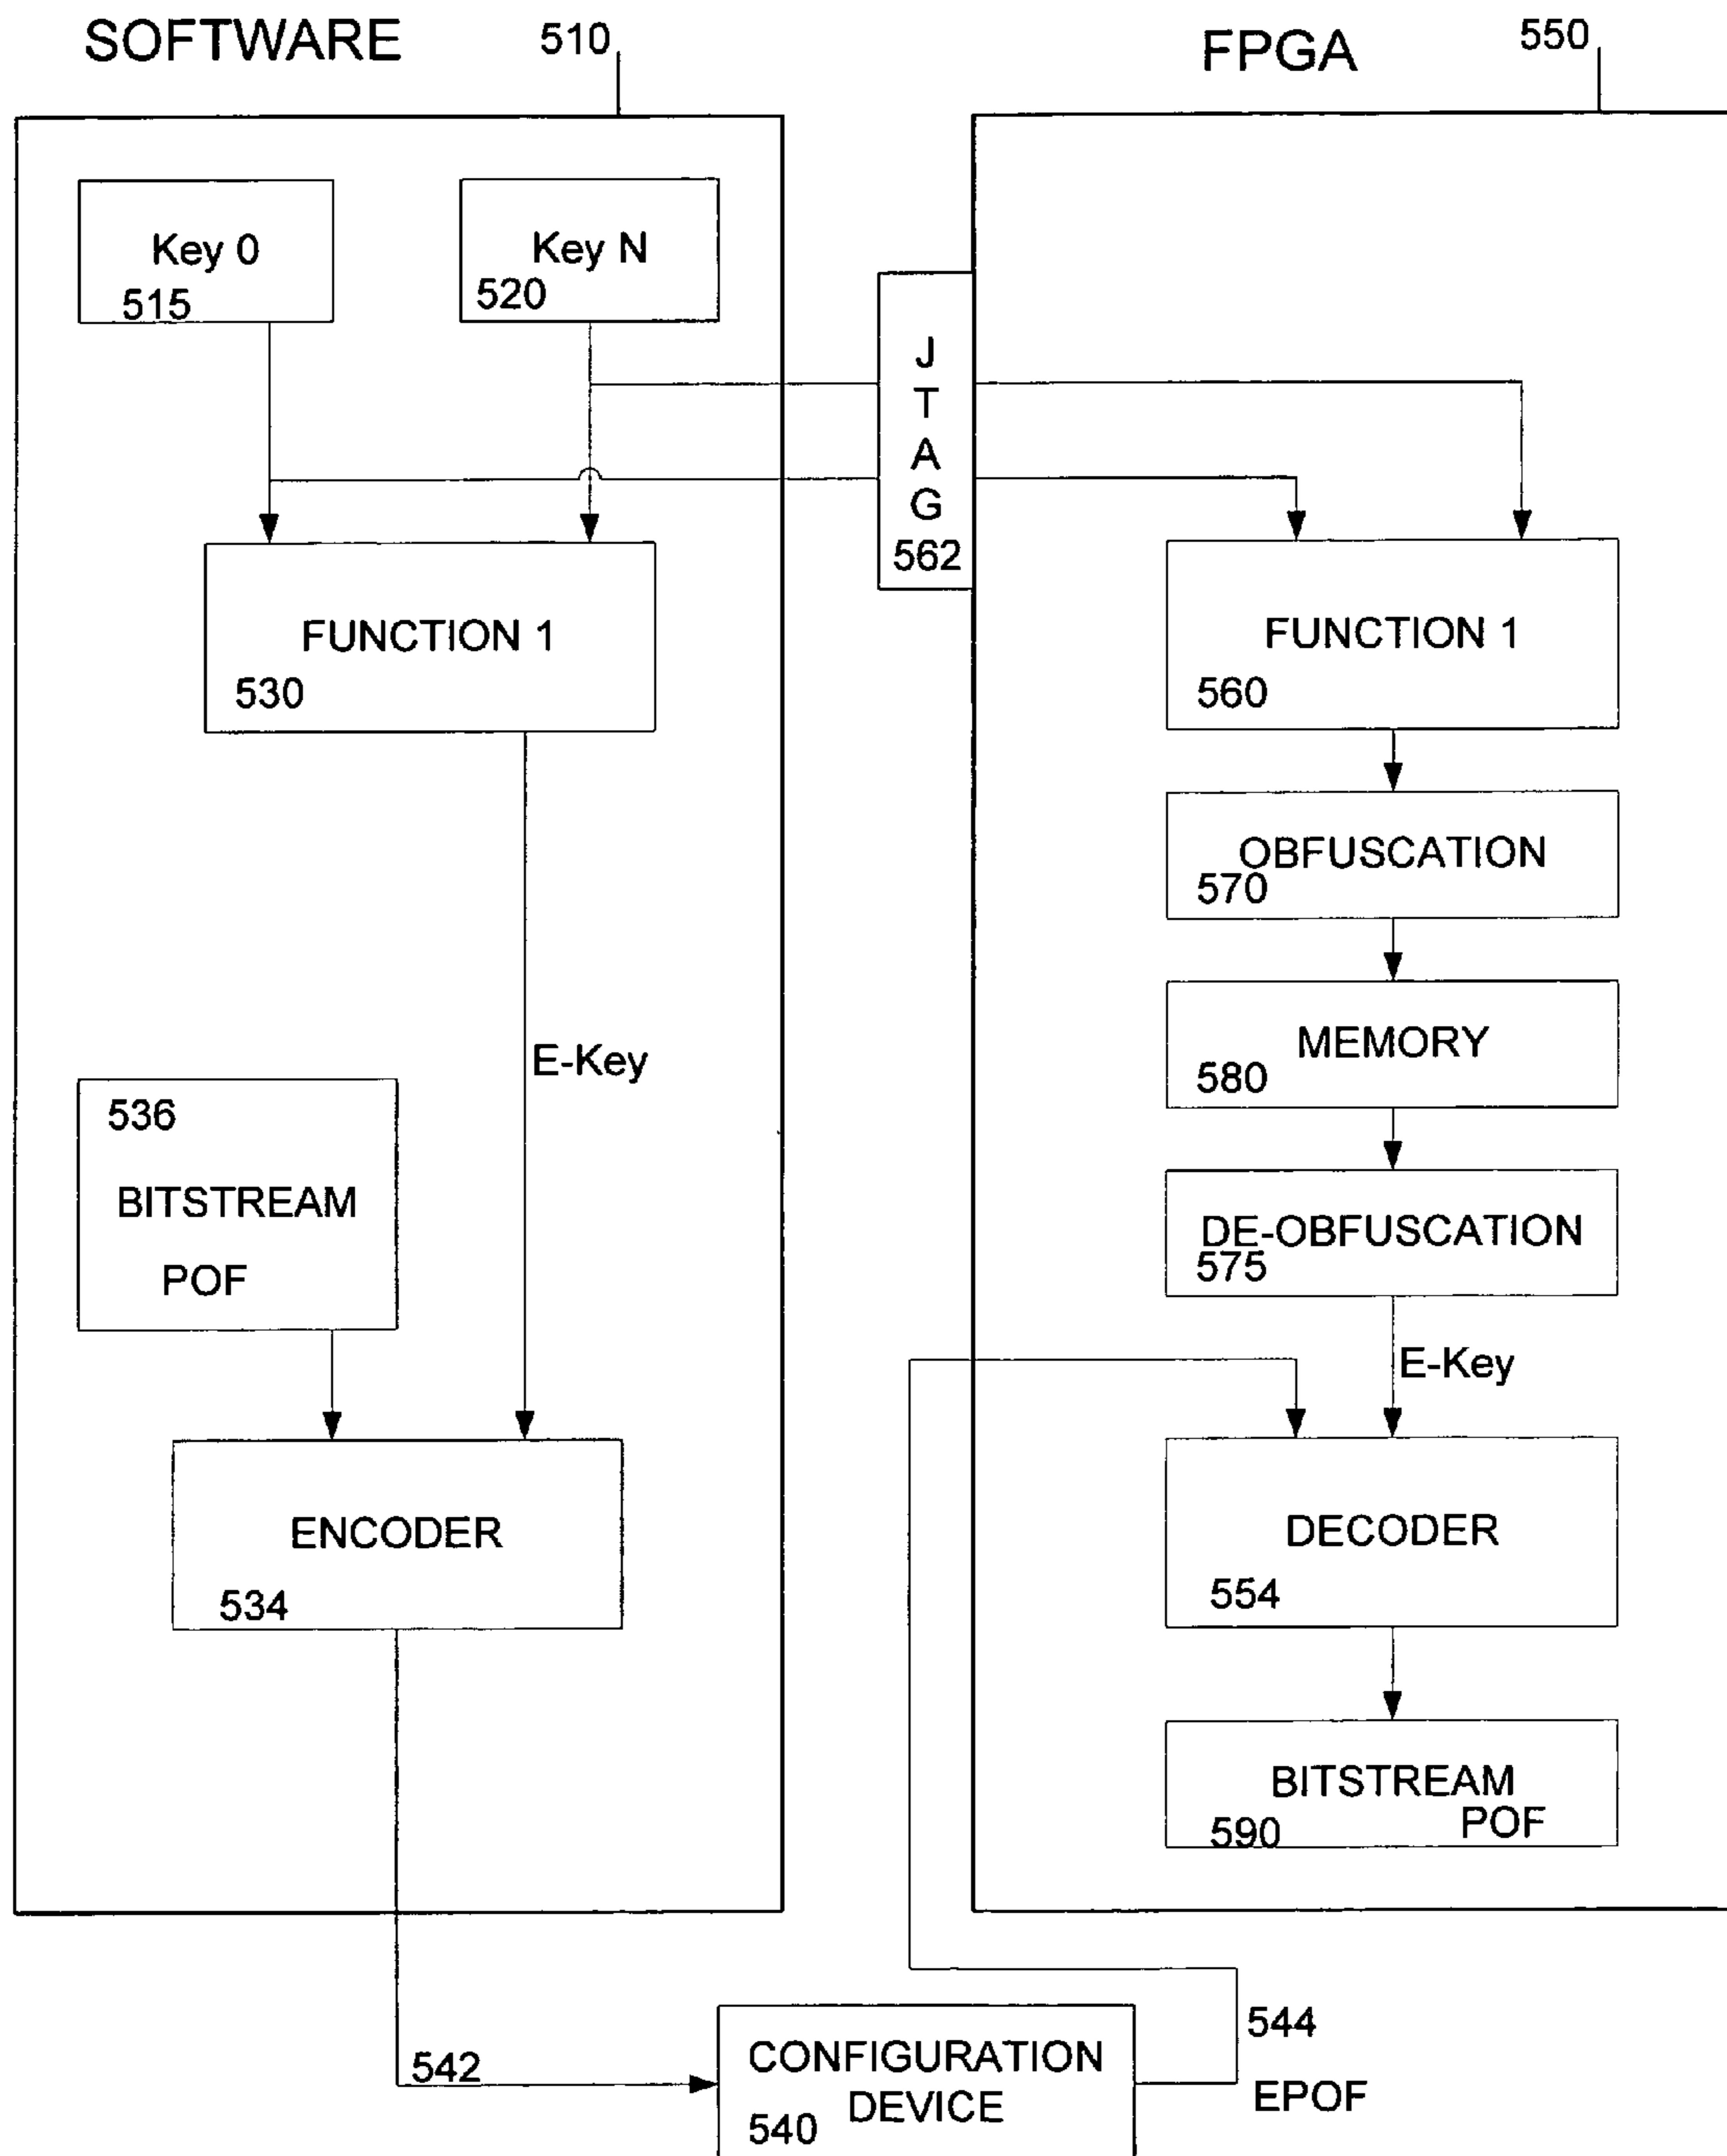 SOFTWARE
510
FPGA
550
Key 0
515
Key N
520
J
T
A
G
562
FUNCTION 1
530
FUNCTION 1
560
OBFUSCATION
570
MEMORY
580
E-Key
536
BITSTREAM
POF
DE-OBFUSCATION
575
E-Key
ENCODER
534
DECODER
554
BITSTREAM
POF
590
542
CONFIGURATION
DEVICE
540
544
EPOF